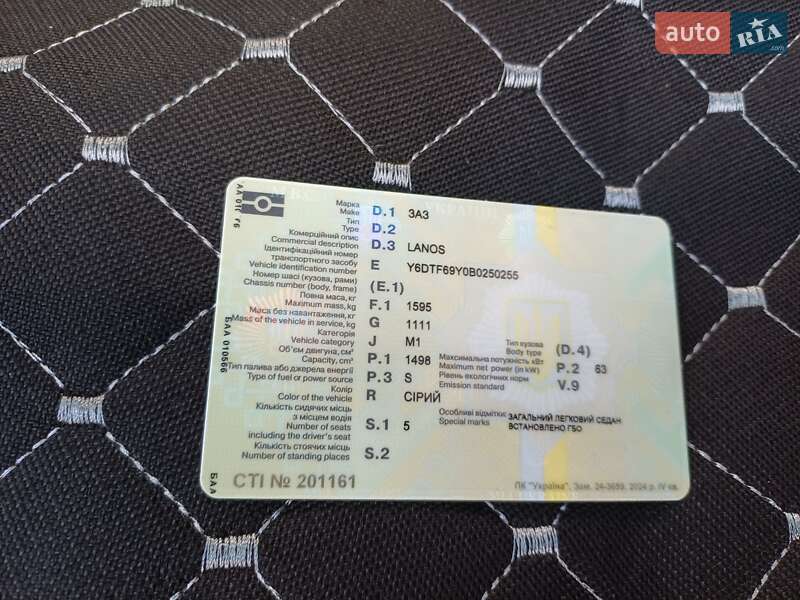 auto RIA .com
Марка
Make D.1 ЗАЗ
Тип
Type D.2
Комерційний опис
Commercial description D.3 LANOS
Ідентифікаційний номер
транспортного засобу
Vehicle identification number E Y6DTF69Y0B0250255
Номер шасі (кузова, рами)
Chassis number (body, frame) (E.1)
Повна маса, кг
Maximum mass, kg F.1 1595
Маса без навантаження, кг
Mass of the vehicle in service, kg G 1111
Категорія
Vehicle category J M1
Об'єм двигуна, см³
Capacity, cm³ P.1 1498
Тип палива або джерела енергії
Type of fuel or power source P.3 S
Колір
Color of the vehicle R СІРИЙ
Кількість сидячих місць
з місцем водія
Number of seats S.1 5
including the driver's seat
Кількість стоячих місць
Number of standing places S.2
Тип кузова
Body type (D.4)
Максимальна потужність кВт
Maximum net power (in kW) P.2 63
Рівень екологічних норм
Emission standard V.9
Особливі відмітки
Special marks
ЗАГАЛЬНИЙ ЛЕГКОВИЙ СЕДАН
ВСТАНОВЛЕНО ГБО
СТІ № 201161
ПК "Україна", Зам. 24-3659, 2024 р. IV кв.